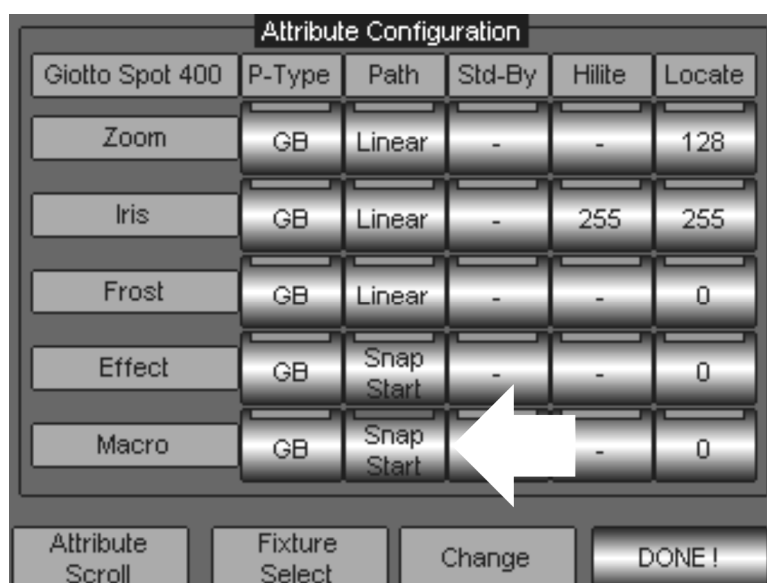 Attribute Configuration
Giotto Spot 400 P-Type Path Std-By Hilite Locate
Zoom GB Linear - - 128
Iris GB Linear - 255 255
Frost GB Linear - - 0
Effect GB Snap Start - - 0
Macro GB Snap Start - 0
Attribute Scroll Fixture Select Change DONE !